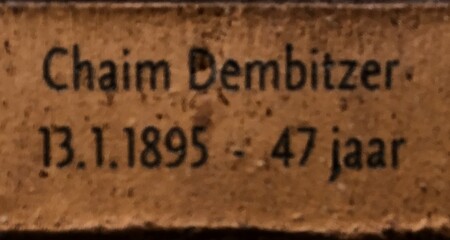 Chaim Dembitzer
13.1.1895 - 47 jaar